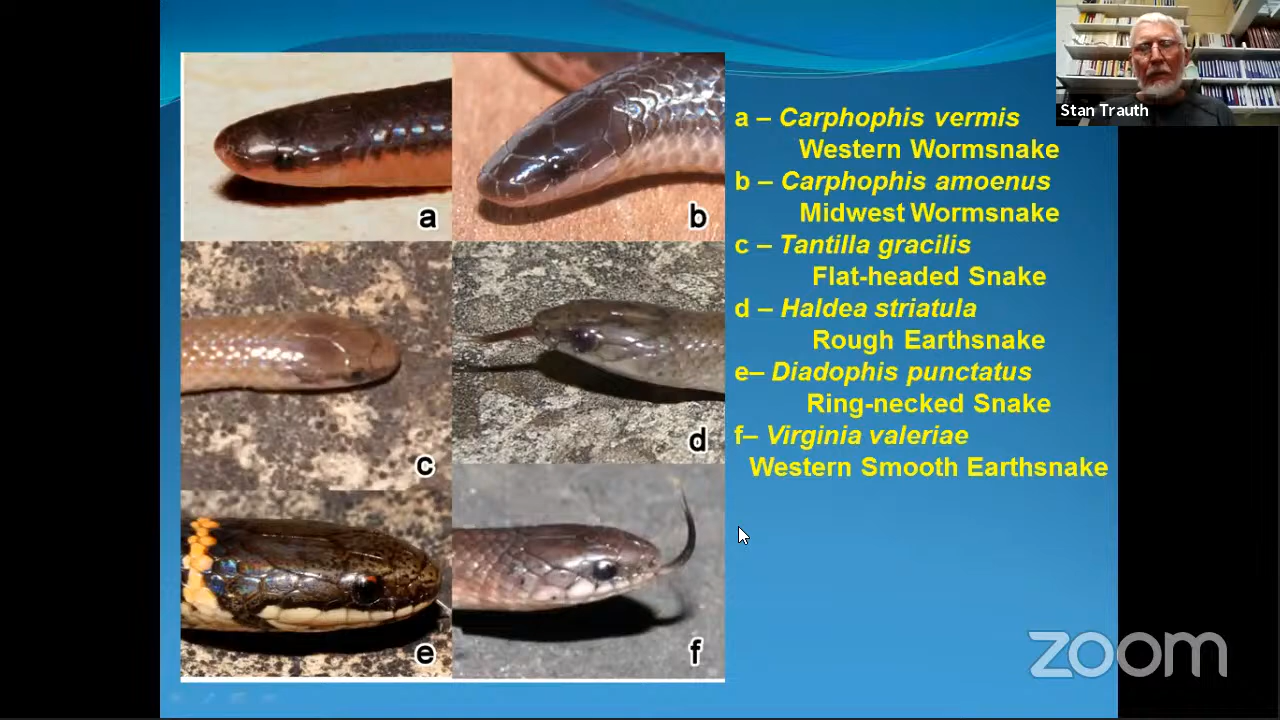 Stan Trauth
a – Carphophis vermis
Western Wormsnake
b – Carphophis amoenus
Midwest Wormsnake
c – Tantilla gracilis
Flat-headed Snake
d – Haldea striatula
Rough Earthsnake
e– Diadophis punctatus
Ring-necked Snake
f– Virginia valeriae
Western Smooth Earthsnake
a
b
c
d
e
f
zoom